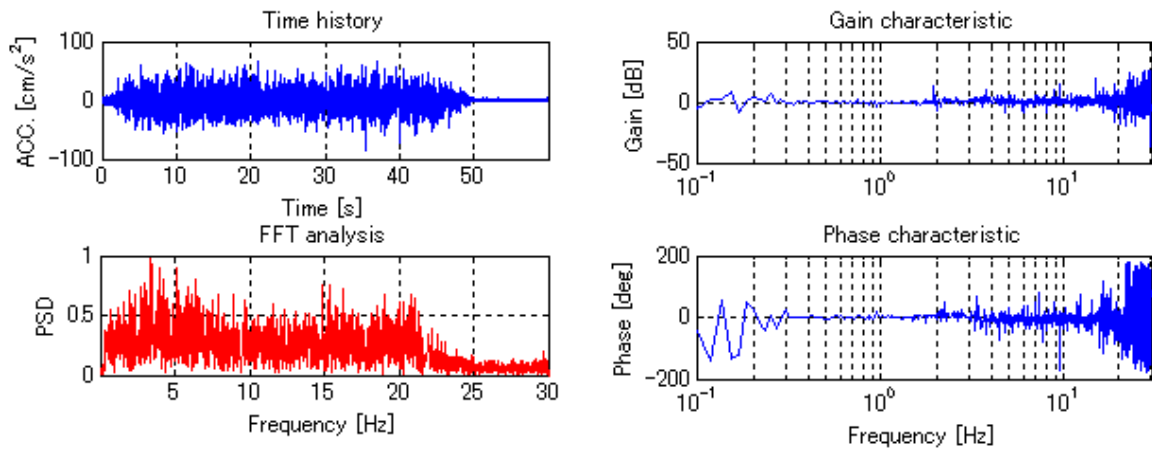 Time history
100
0
-100
ACC. [cm/s²]
0 10 20 30 40 50
Time [s]
FFT analysis
1
0.5
0
PSD
5 10 15 20 25 30
Frequency [Hz]
Gain characteristic
50
0
-50
Gain [dB]
10⁻¹ 10⁰ 10¹
Phase characteristic
200
0
-200
Phase [deg]
10⁻¹ 10⁰ 10¹
Frequency [Hz]